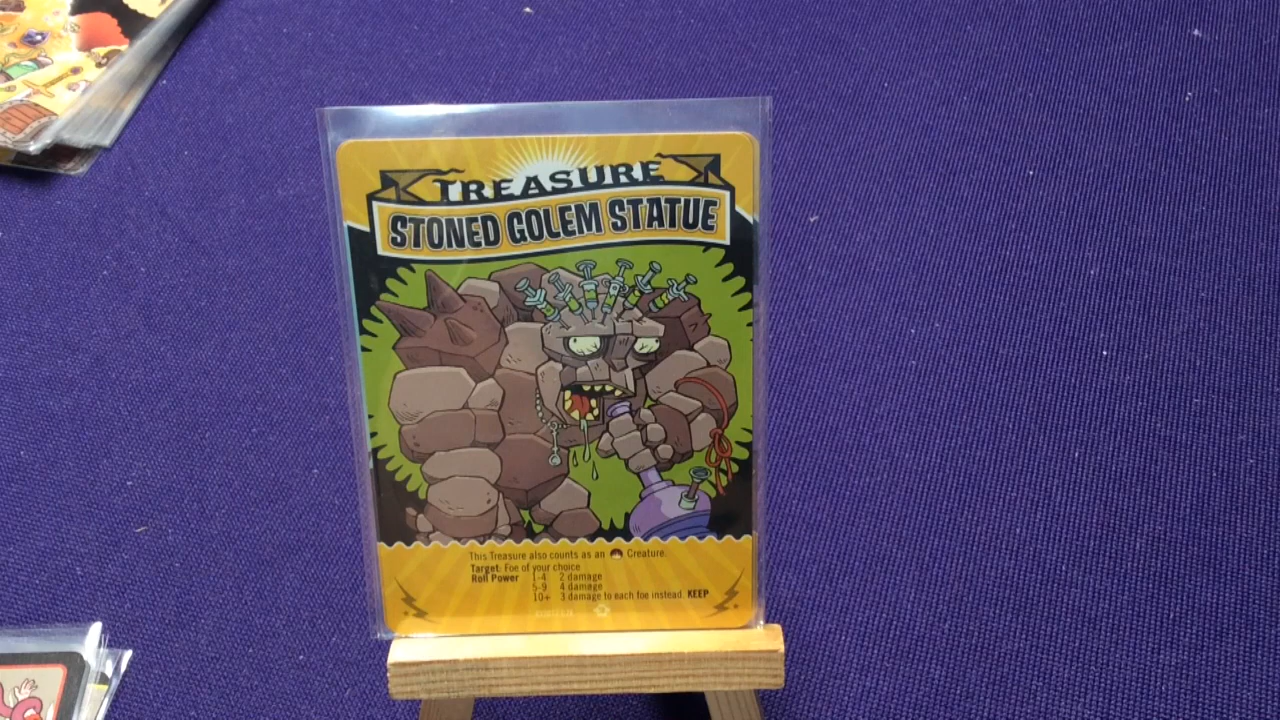 TREASURE
STONED GOLEM STATUE
This Treasure also counts as an Creature.
Target: Foe of your choice
Roll Power 1-4 2 damage
5-9 4 damage
10+ 3 damage to each foe instead. KEEP